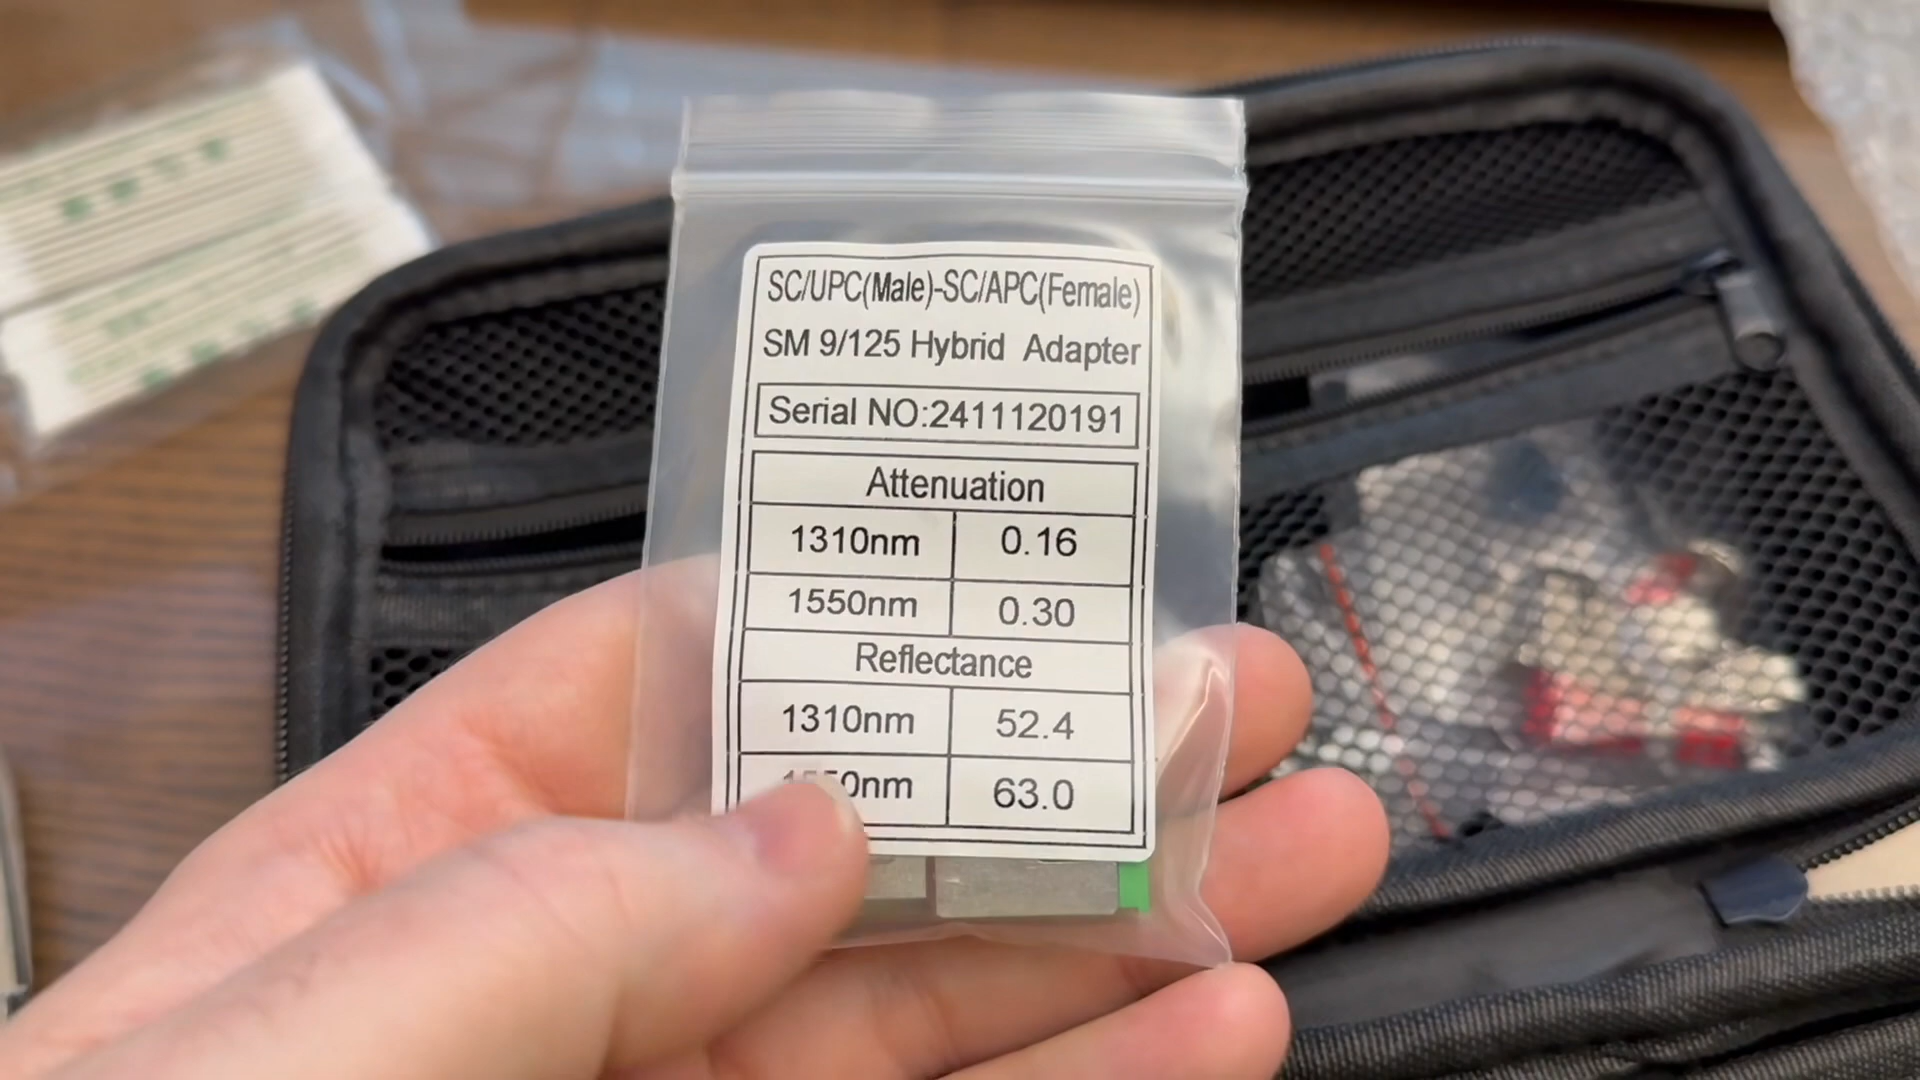 SC/UPC(Male)-SC/APC(Female)
SM 9/125 Hybrid Adapter
Serial NO:2411120191
Attenuation
1310nm 0.16
1550nm 0.30
Reflectance
1310nm 52.4
1550nm 63.0